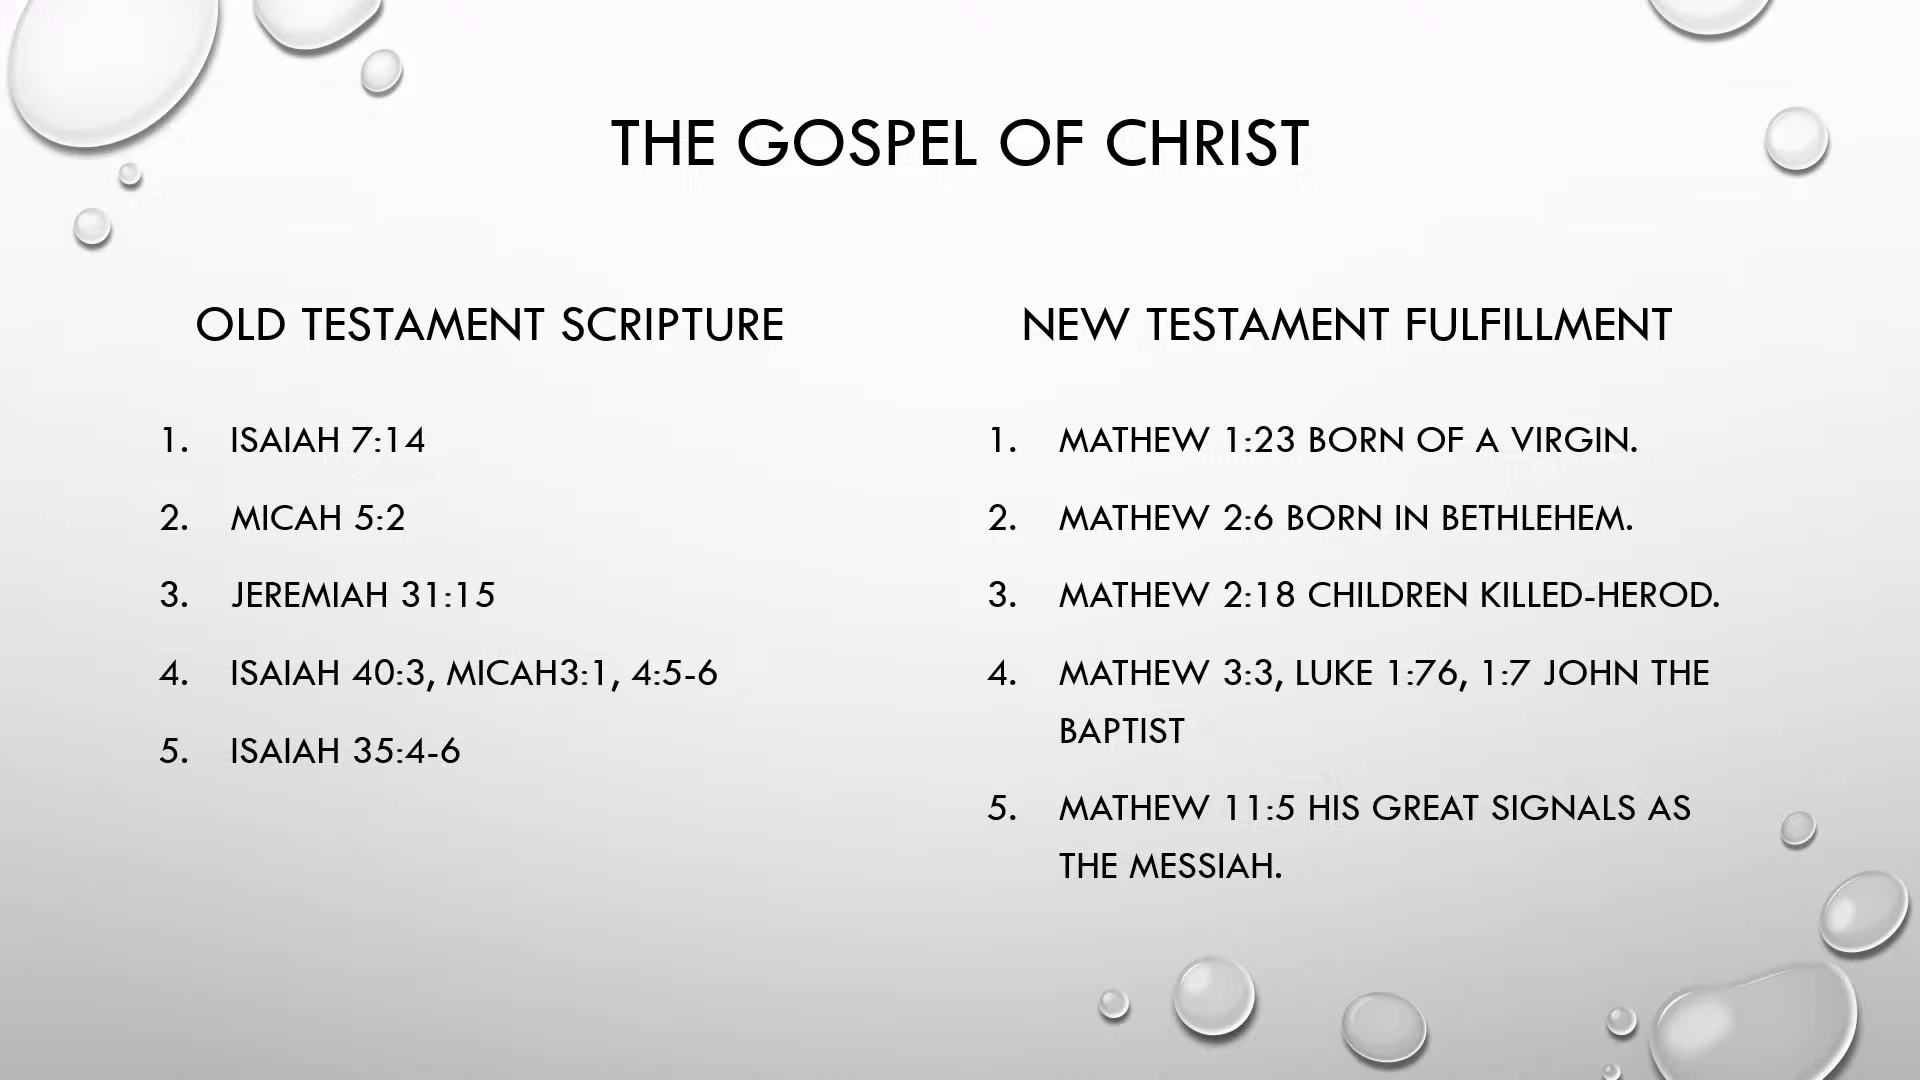 THE GOSPEL OF CHRIST
OLD TESTAMENT SCRIPTURE
1. ISAIAH 7:14
2. MICAH 5:2
3. JEREMIAH 31:15
4. ISAIAH 40:3, MICAH3:1, 4:5-6
5. ISAIAH 35:4-6
NEW TESTAMENT FULFILLMENT
1. MATHEW 1:23 BORN OF A VIRGIN.
2. MATHEW 2:6 BORN IN BETHLEHEM.
3. MATHEW 2:18 CHILDREN KILLED-HEROD.
4. MATHEW 3:3, LUKE 1:76, 1:7 JOHN THE
BAPTIST
5. MATHEW 11:5 HIS GREAT SIGNALS AS
THE MESSIAH.